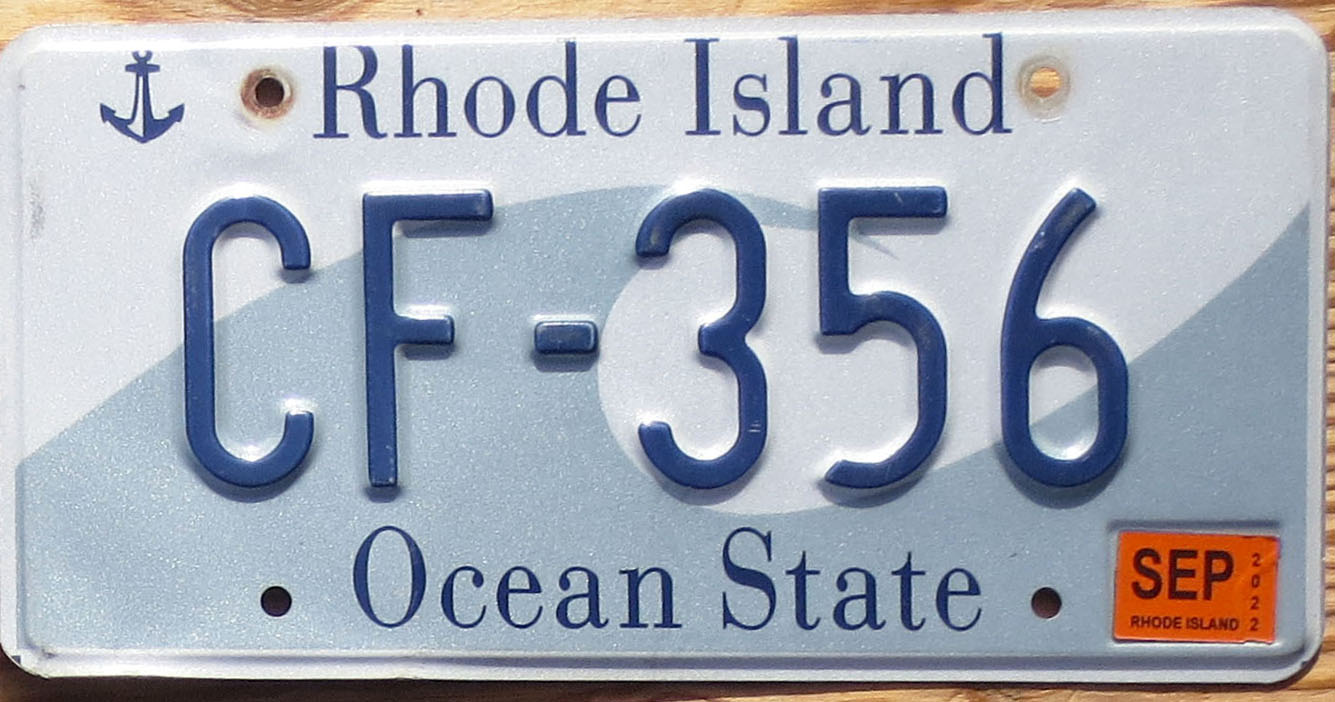 Rhode Island
CF-356
Ocean State
SEP 2022
RHODE ISLAND